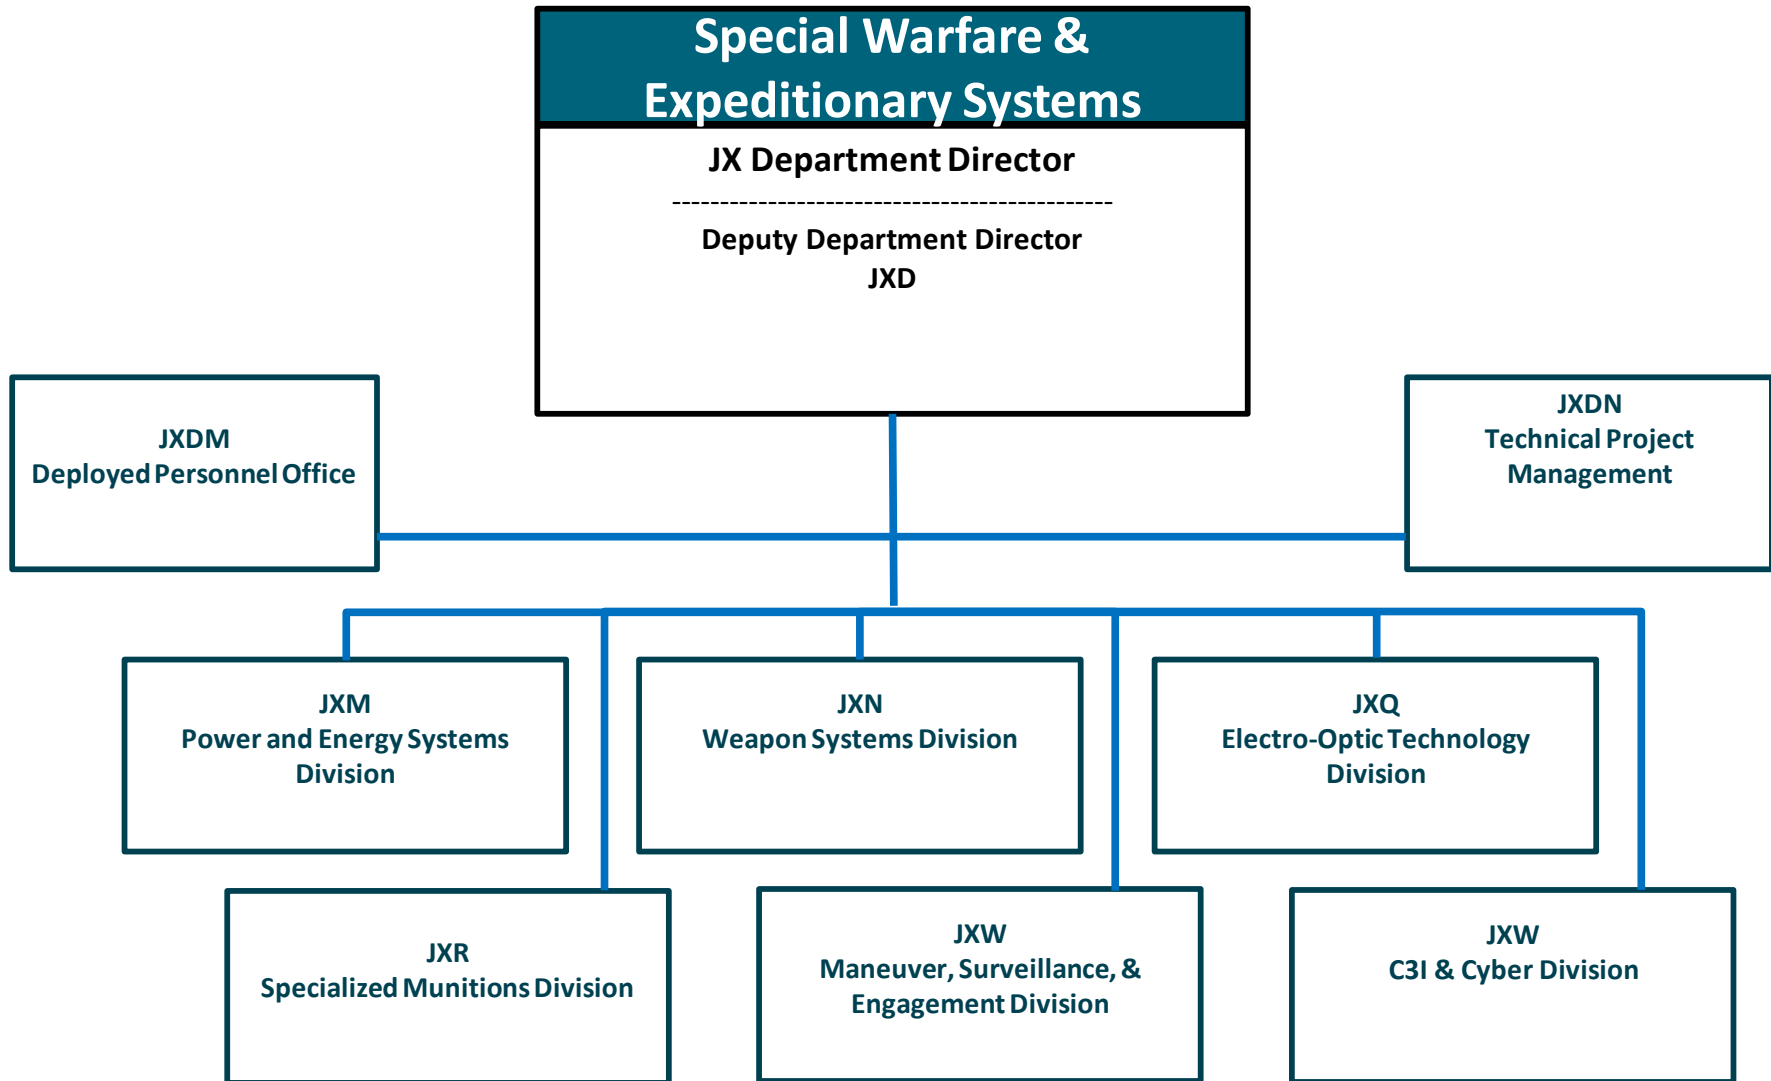 Special Warfare &
Expeditionary Systems
JX Department Director
----------------------------------------------
Deputy Department Director
JXD
JXDM
Deployed Personnel Office
JXDN
Technical Project
Management
JXM
Power and Energy Systems
Division
JXN
Weapon Systems Division
JXQ
Electro-Optic Technology
Division
JXR
Specialized Munitions Division
JXW
Maneuver, Surveillance, &
Engagement Division
JXW
C3I & Cyber Division